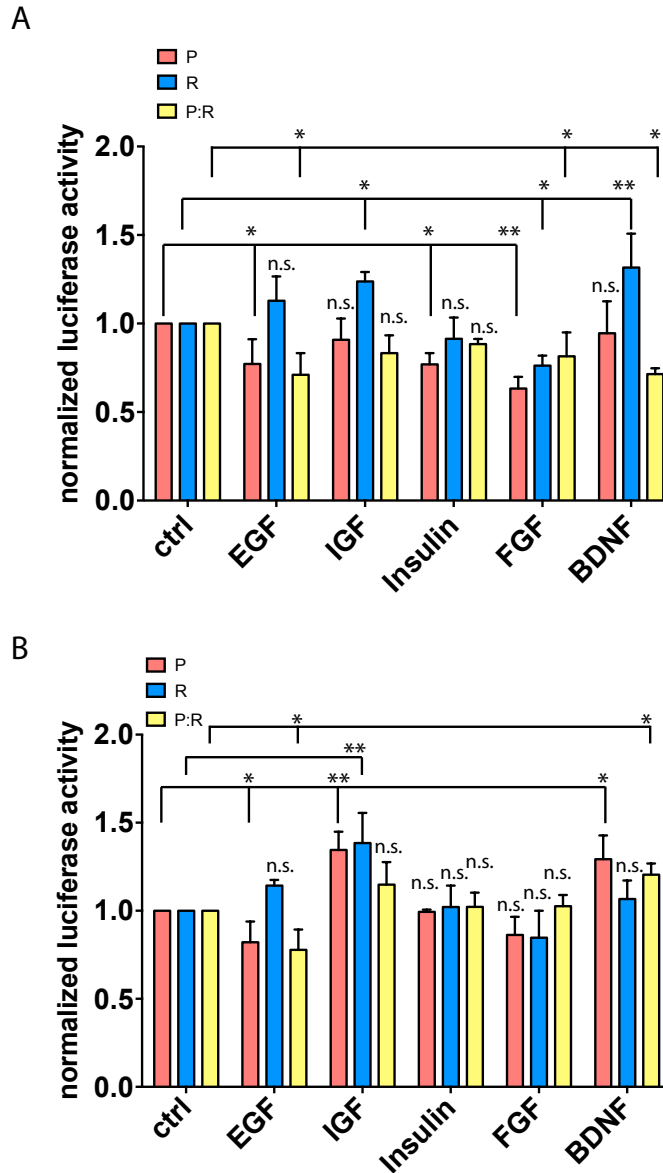 A
P
R
P:R
normalized luciferase activity
2.0
1.5
1.0
0.5
0.0
* * *
* * **
* * **
n.s. n.s. n.s. n.s. n.s. n.s.
ctrl EGF IGF Insulin FGF BDNF
B
P
R
P:R
normalized luciferase activity
2.0
1.5
1.0
0.5
0.0
* *
**
* ** *
n.s. n.s. n.s. n.s. n.s. n.s. n.s. n.s. n.s.
ctrl EGF IGF Insulin FGF BDNF